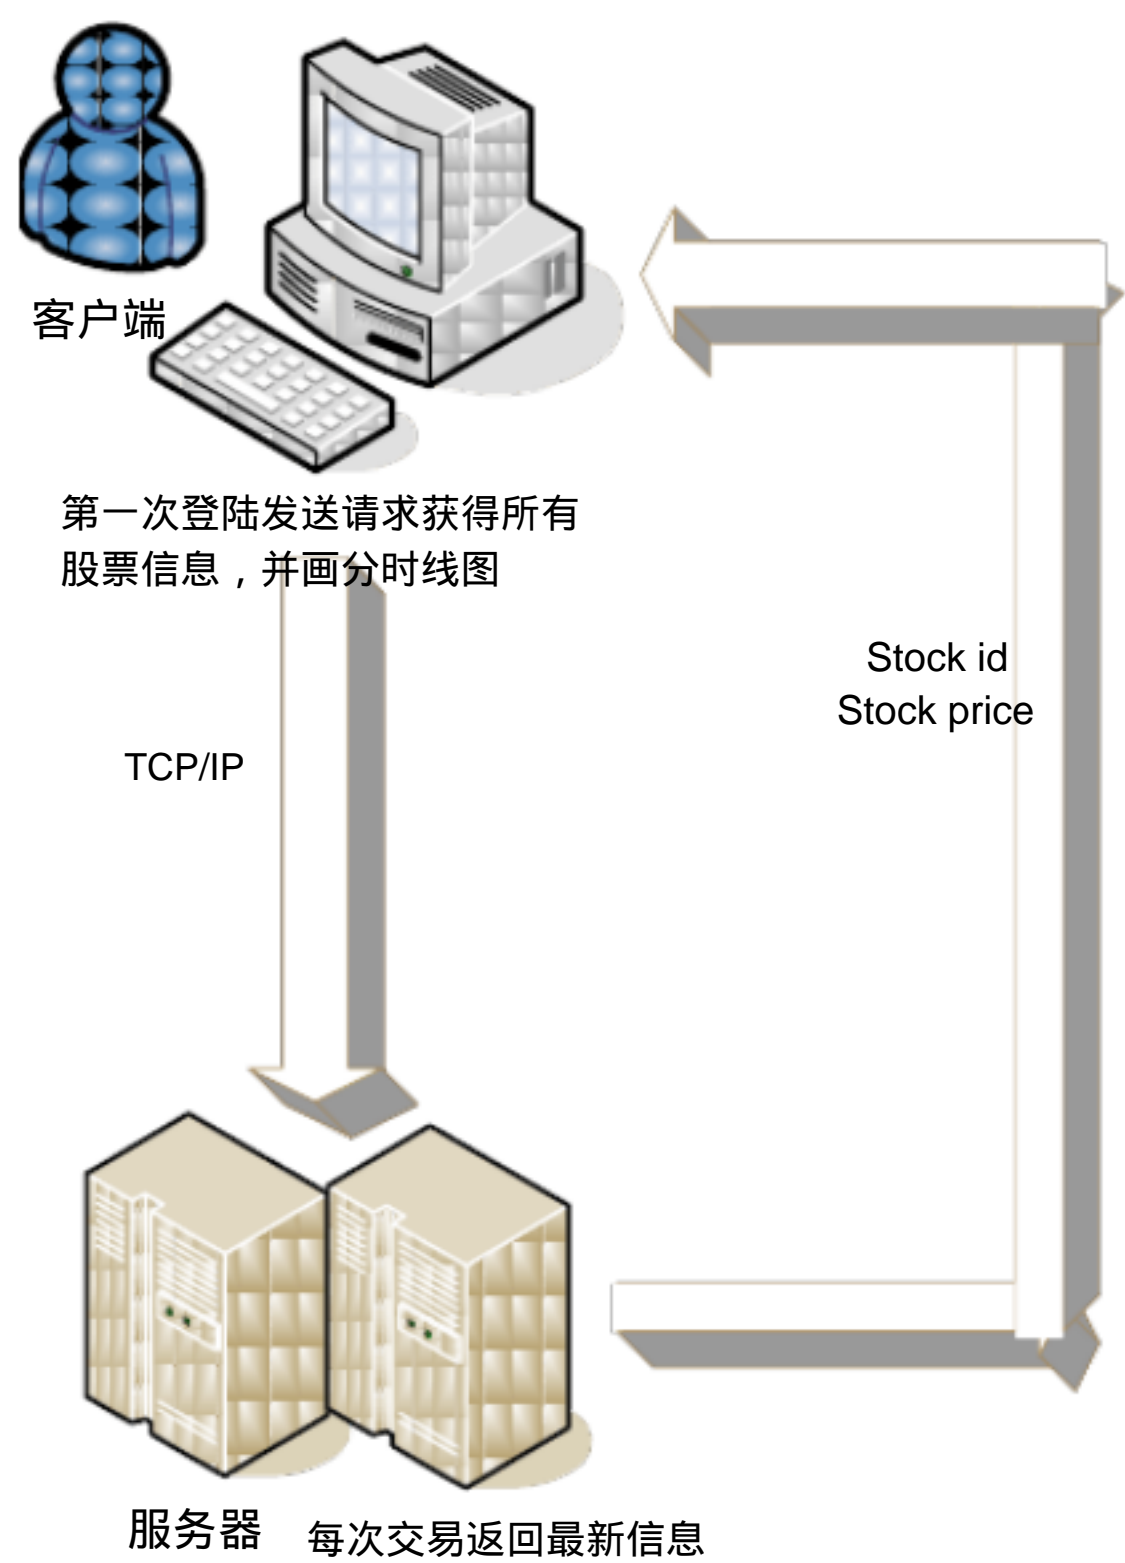 客户端
第一次登陆发送请求获得所有
股票信息，并画分时线图
Stock id
Stock price
TCP/IP
服务器
每次交易返回最新信息